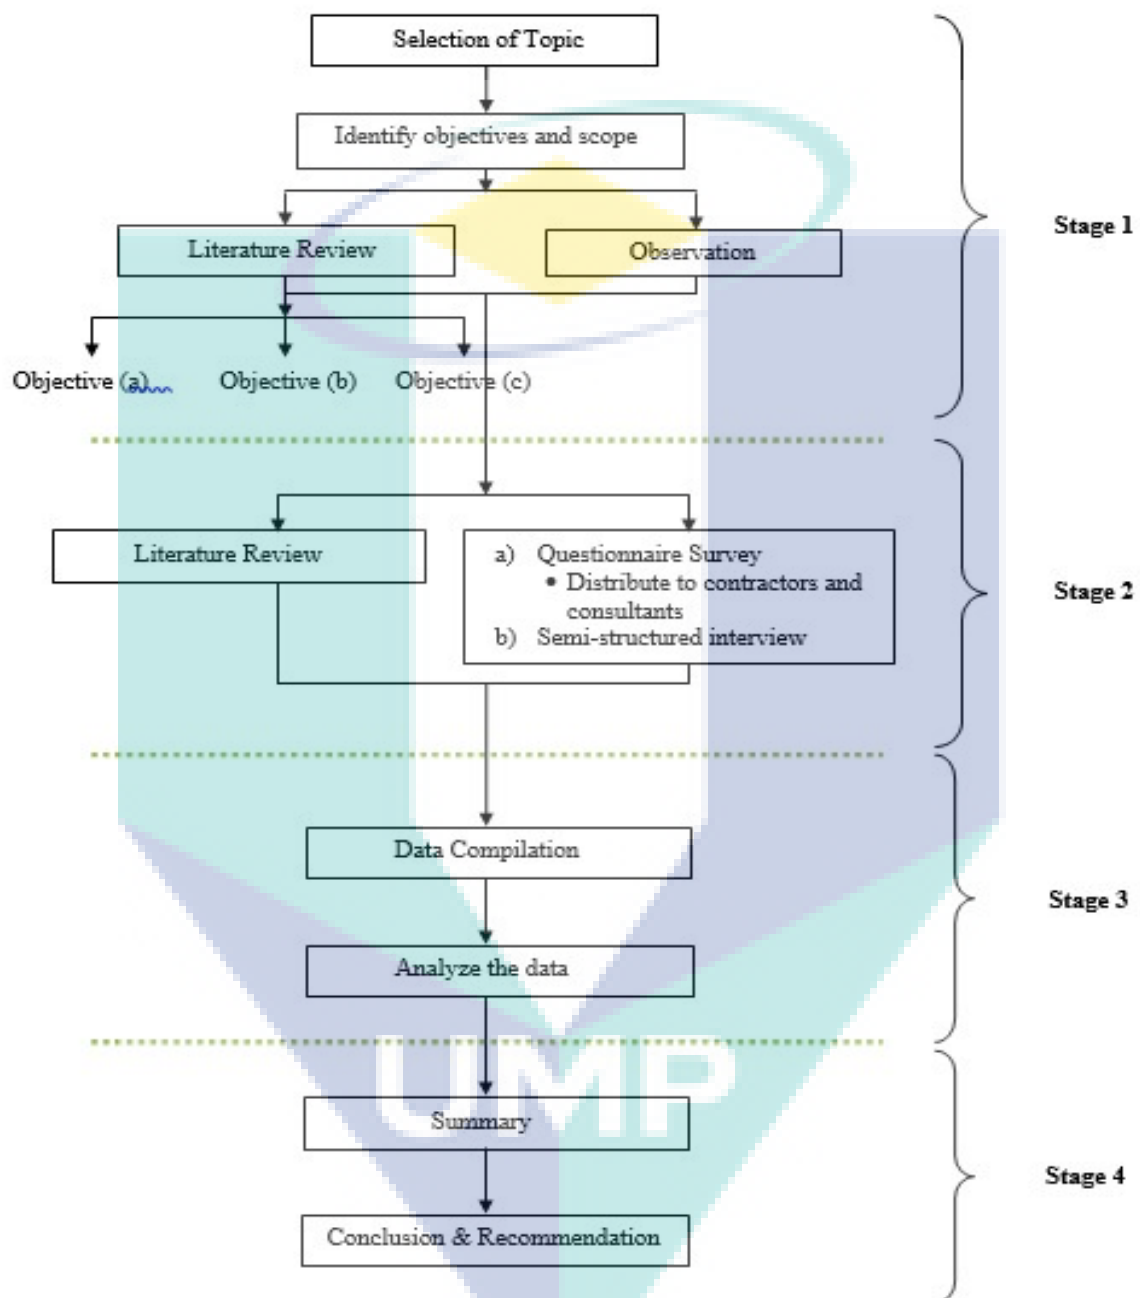 Selection of Topic
Identify objectives and scope
Literature Review
Observation
Stage 1
Objective (a)
Objective (b)
Objective (c)
Literature Review
a) Questionnaire Survey
• Distribute to contractors and
consultants
b) Semi-structured interview
Stage 2
Data Compilation
Analyze the data
Stage 3
UMP
Summary
Conclusion & Recommendation
Stage 4